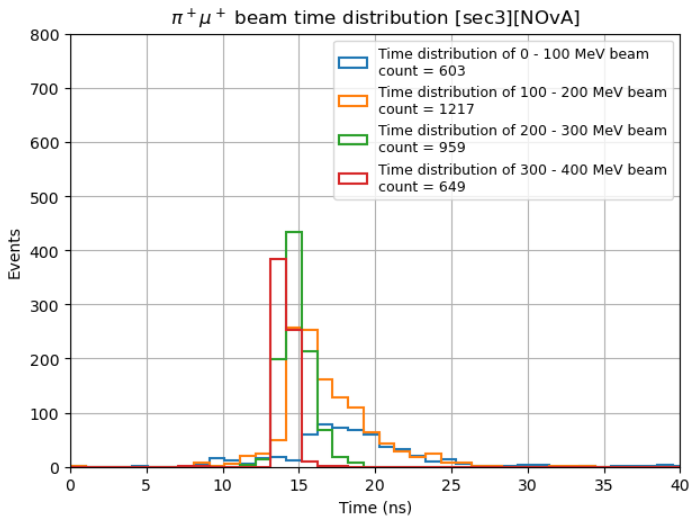 π⁺μ⁺ beam time distribution [sec3][NOvA]
800
700
600
500
400
300
200
100
0
Events
Time distribution of 0 - 100 MeV beam
count = 603
Time distribution of 100 - 200 MeV beam
count = 1217
Time distribution of 200 - 300 MeV beam
count = 959
Time distribution of 300 - 400 MeV beam
count = 649
0 5 10 15 20 25 30 35 40
Time (ns)